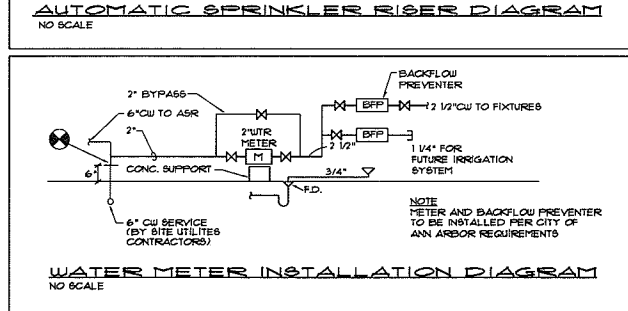 AUTOMATIC SPRINKLER RISER DIAGRAM
NO SCALE
BACKFLOW
PREVENTER
2" BYPASS
6"CW TO ASR
2"
2"WTR
METER
M
BFP
2 1/2"CW TO FIXTURES
2 1/2"
BFP
1 1/4" FOR
FUTURE IRRIGATION
SYSTEM
6"
CONC. SUPPORT
3/4"
F.D.
6" CW SERVICE
(BY SITE UTILITES
CONTRACTORS)
NOTE
METER AND BACKFLOW PREVENTER
TO BE INSTALLED PER CITY OF
ANN ARBOR REQUIREMENTS
WATER METER INSTALLATION DIAGRAM
NO SCALE